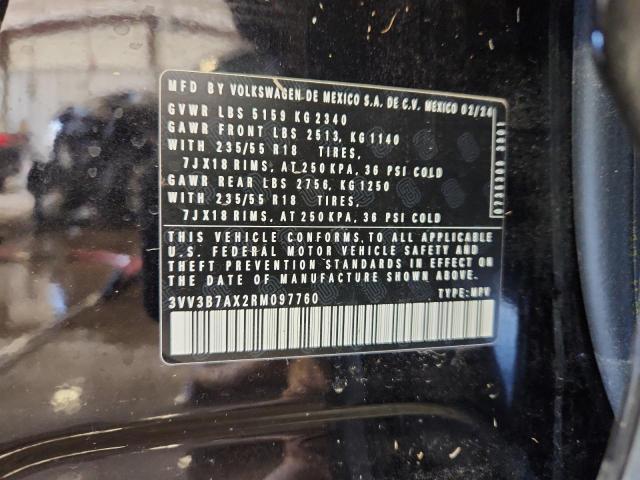 MFD BY VOLKSWAGEN DE MEXICO S.A. DE C.V. MEXICO 02/24
GVWR LBS 5159 KG 2340
GAWR FRONT LBS 2513, KG 1140
WITH 235/55 R18 TIRES,
7JX18 RIMS, AT 250 KPA, 36 PSI COLD
GAWR REAR LBS 2756, KG 1250
WITH 235/55 R18 TIRES,
7JX18 RIMS, AT 250 KPA, 36 PSI COLD
THIS VEHICLE CONFORMS TO ALL APPLICABLE
U.S. FEDERAL MOTOR VEHICLE SAFETY AND
THEFT PREVENTION STANDARDS IN EFFECT ON
THE DATE OF MANUFACTURE SHOWN ABOVE.
3VV3B7AX2RM097760 TYPE: MPV